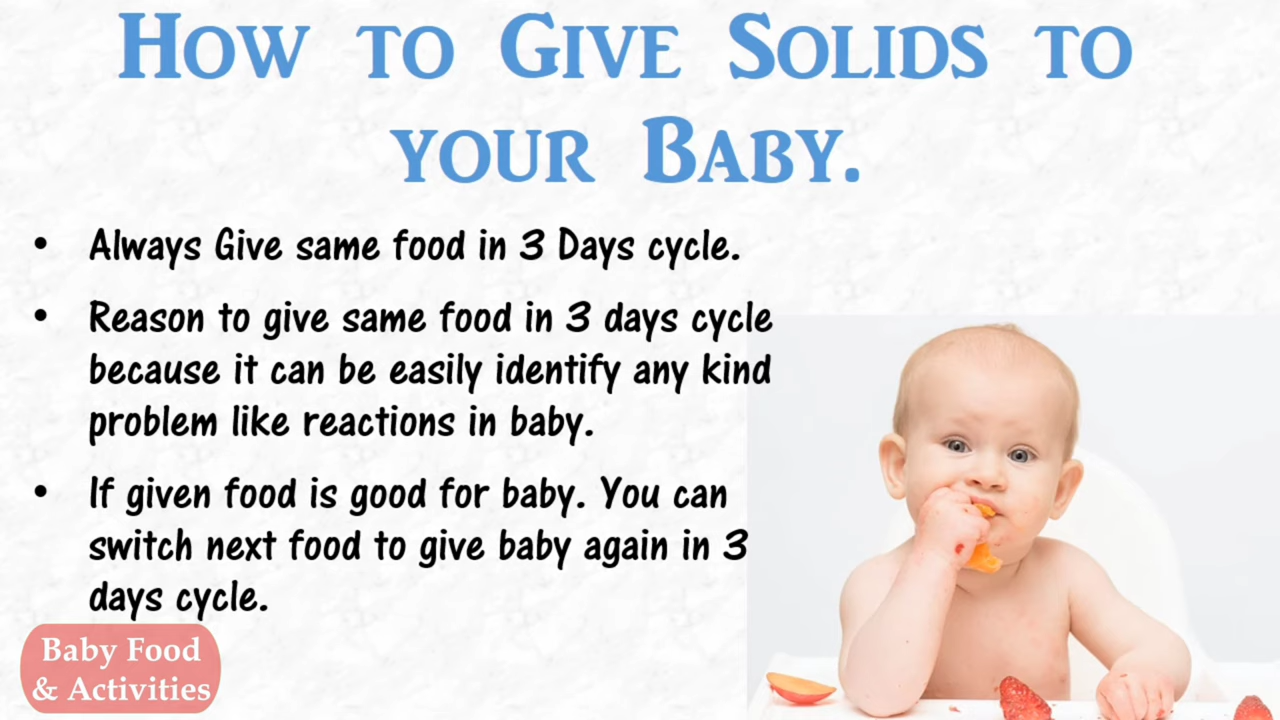 How to Give Solids to
your Baby.
• Always Give same food in 3 Days cycle.
• Reason to give same food in 3 days cycle
because it can be easily identify any kind
problem like reactions in baby.
• If given food is good for baby. You can
switch next food to give baby again in 3
days cycle.
Baby Food
& Activities